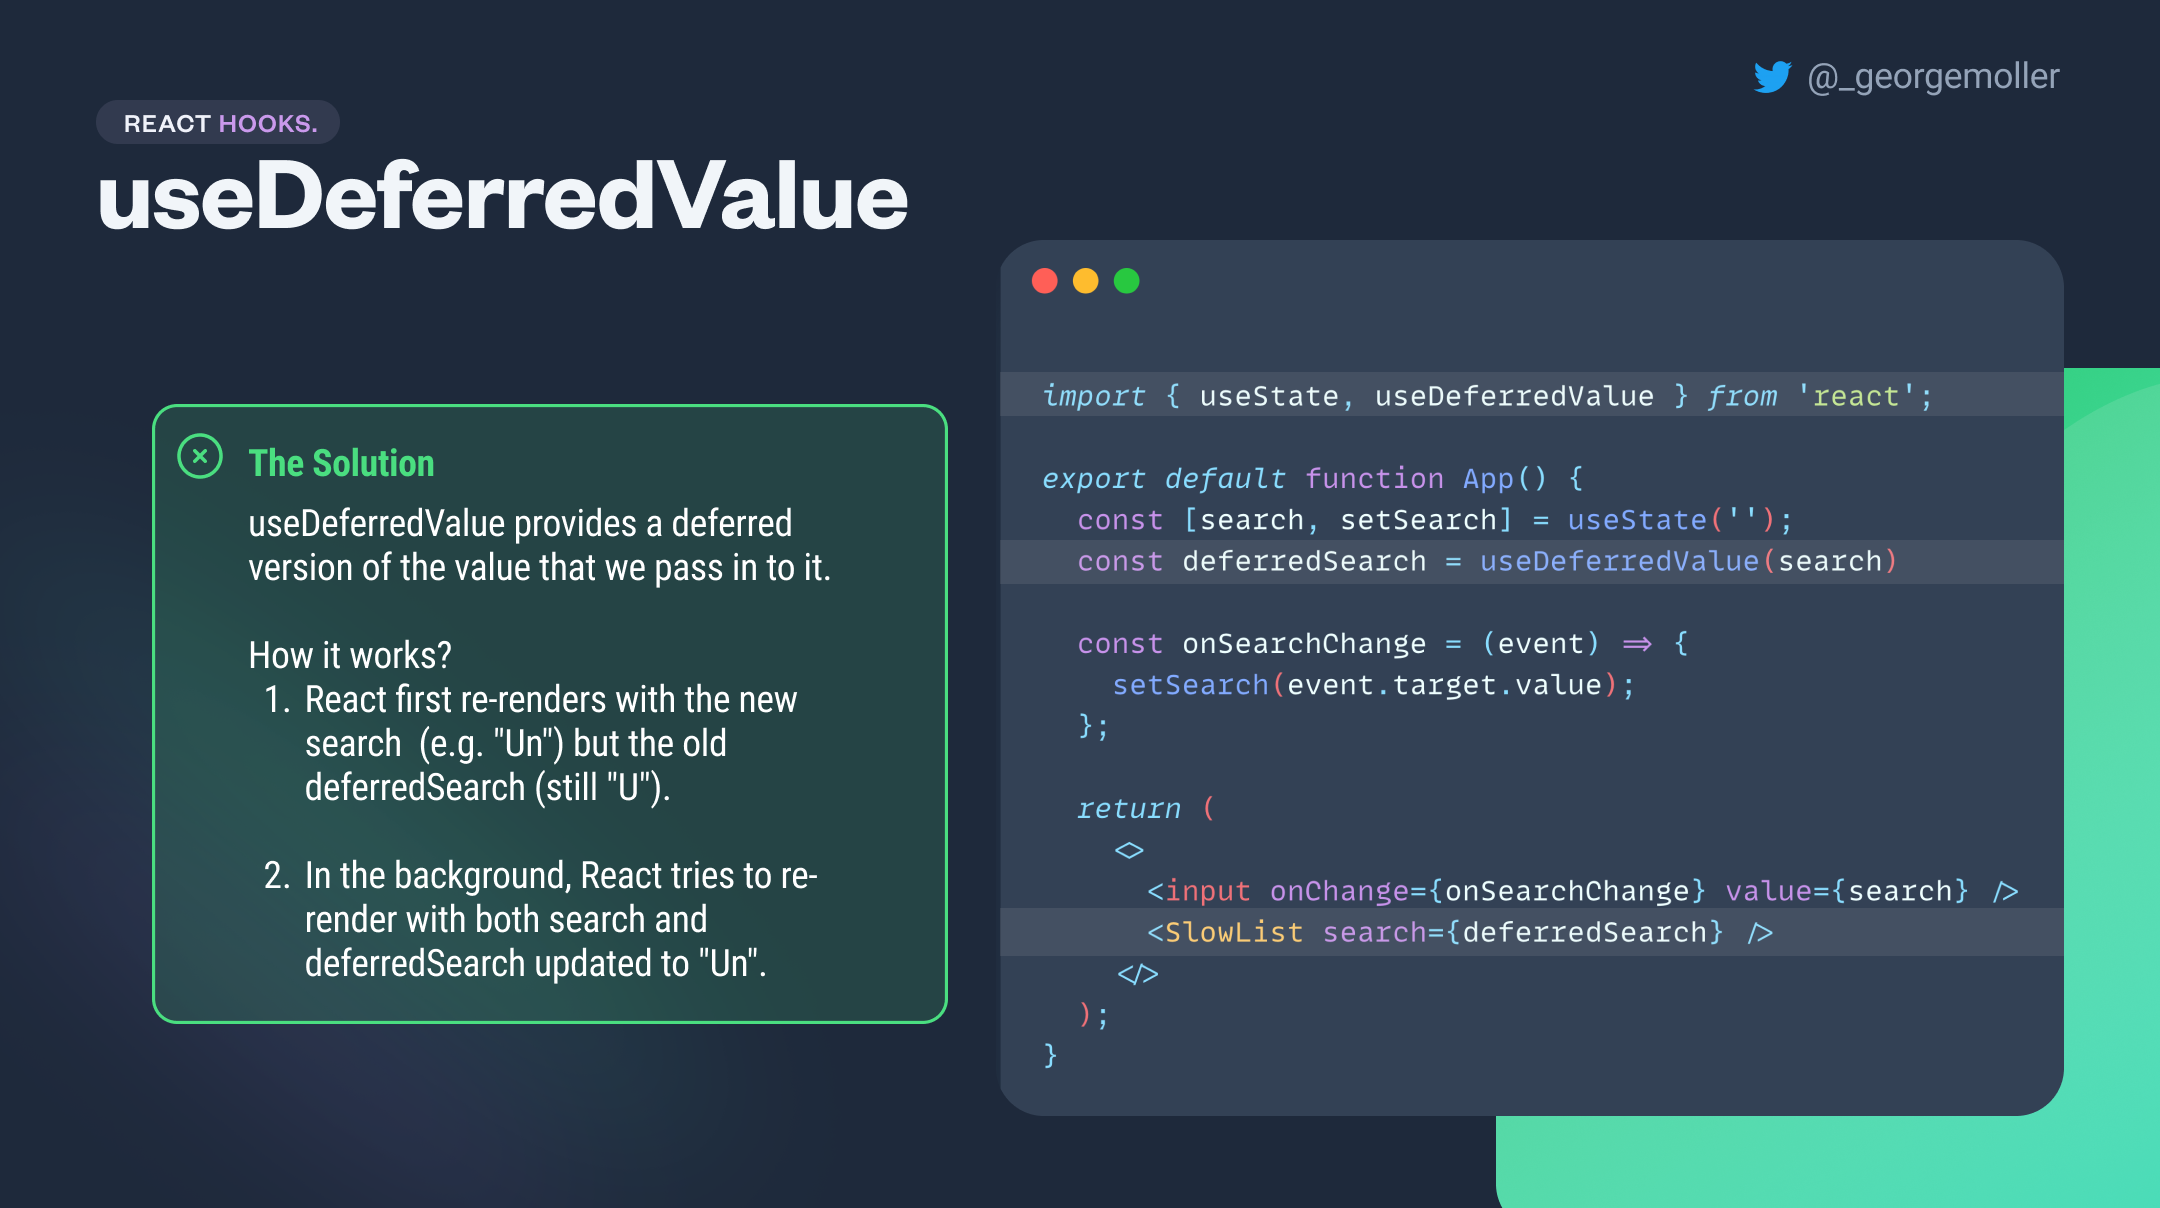 @_georgemoller
REACT HOOKS.
useDeferredValue
The Solution
useDeferredValue provides a deferred
version of the value that we pass in to it.
How it works?
1. React first re-renders with the new
search  (e.g. "Un") but the old
deferredSearch (still "U").
2. In the background, React tries to re-
render with both search and
deferredSearch updated to "Un".
import { useState, useDeferredValue } from 'react';
export default function App() {
  const [search, setSearch] = useState('');
  const deferredSearch = useDeferredValue(search)
  const onSearchChange = (event) => {
    setSearch(event.target.value);
  };
  return (
    <>
      <input onChange={onSearchChange} value={search} />
      <SlowList search={deferredSearch} />
    </>
  );
}